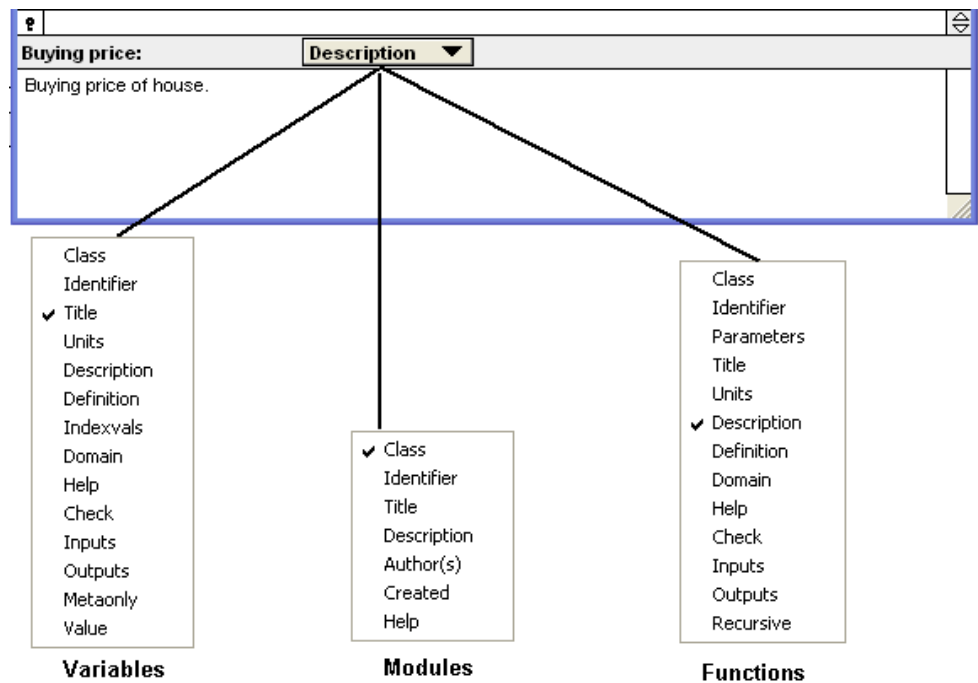 Buying price:
Description
Buying price of house.
Class
Identifier
Title
Units
Description
Definition
Indexvals
Domain
Help
Check
Inputs
Outputs
Metaonly
Value
Variables
Class
Identifier
Title
Description
Author(s)
Created
Help
Modules
Class
Identifier
Parameters
Title
Units
Description
Definition
Domain
Help
Check
Inputs
Outputs
Recursive
Functions